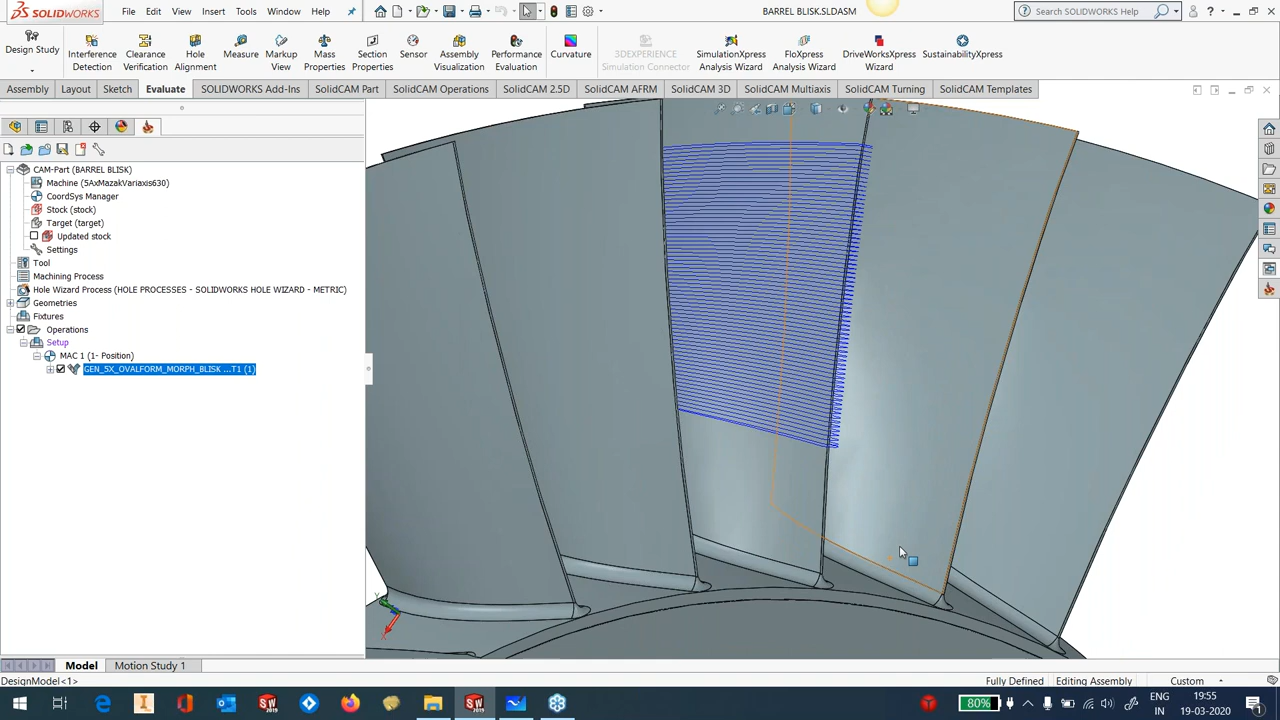 SOLIDWORKS File Edit View Insert Tools Window Help BARREL BLISK.SLDASM Search SOLIDWORKS Help
Design Study
Interference Detection
Clearance Verification
Hole Alignment
Measure
Markup View
Mass Properties
Section Properties
Sensor
Assembly Visualization
Performance Evaluation
Curvature
3DEXPERIENCE Simulation Connector
SimulationXpress Analysis Wizard
FloXpress Analysis Wizard
DriveWorksXpress Wizard
SustainabilityXpress
Assembly Layout Sketch Evaluate SOLIDWORKS Add-Ins SolidCAM Part SolidCAM Operations SolidCAM 2.5D SolidCAM AFRM SolidCAM 3D SolidCAM Multiaxis SolidCAM Turning SolidCAM Templates
CAM-Part (BARREL BLISK)
Machine (5AxMazakVariaxis630)
CoordSys Manager
Stock (stock)
Target (target)
Updated stock
Settings
Tool
Machining Process
Hole Wizard Process (HOLE PROCESSES - SOLIDWORKS HOLE WIZARD - METRIC)
Geometries
Fixtures
Operations
Setup
MAC 1 (1- Position)
GEN_5X_OVALFORM_MORPH_BLISK ...T1 (1)
Y
X
Model Motion Study 1
DesignModel<1> Fully Defined Editing Assembly Custom
80% ENG 19:55
IN 19-03-2020